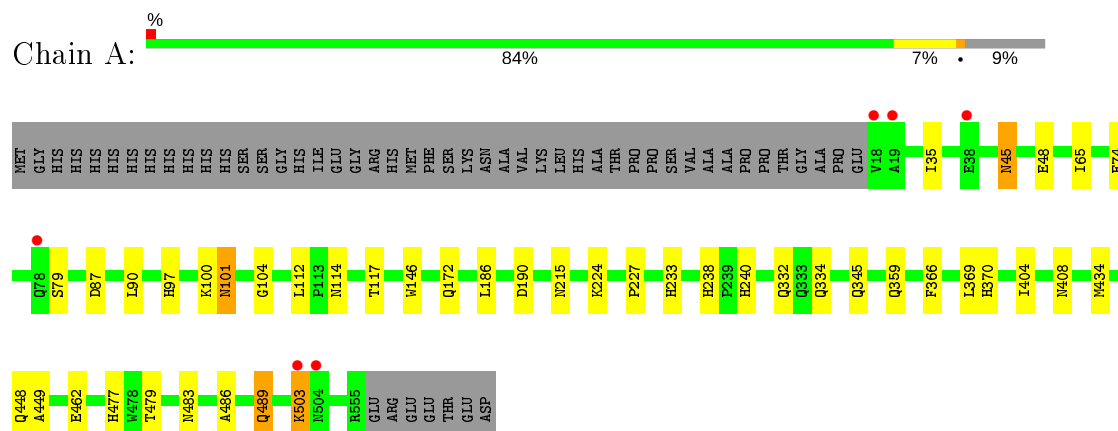 %
Chain A:
84% 7% • 9%
MET GLY HIS HIS HIS HIS HIS HIS HIS HIS HIS HIS SER SER GLY HIS ILE GLU GLY ARG HIS MET PHE SER LYS ASN ALA VAL LYS LEU HIS ALA THR PRO PRO SER VAL ALA ALA PRO PRO THR GLY ALA PRO GLU V18 A19 I35 E38 N45 E48 I65
Q78 S79 D87 L90 H97 K100 N101 G104 L112 P113 N114 T117 W146 Q172 L186 D190 N215 K224 P227 H233 H238 P239 H240 Q332 Q333 Q334 Q345 Q359 F366 L369 H370 I404 N408 M434
Q448 A449 E462 H477 W478 T479 N483 A486 Q489 K503 N504 R555 GLU ARG GLU GLU THR GLU ASP